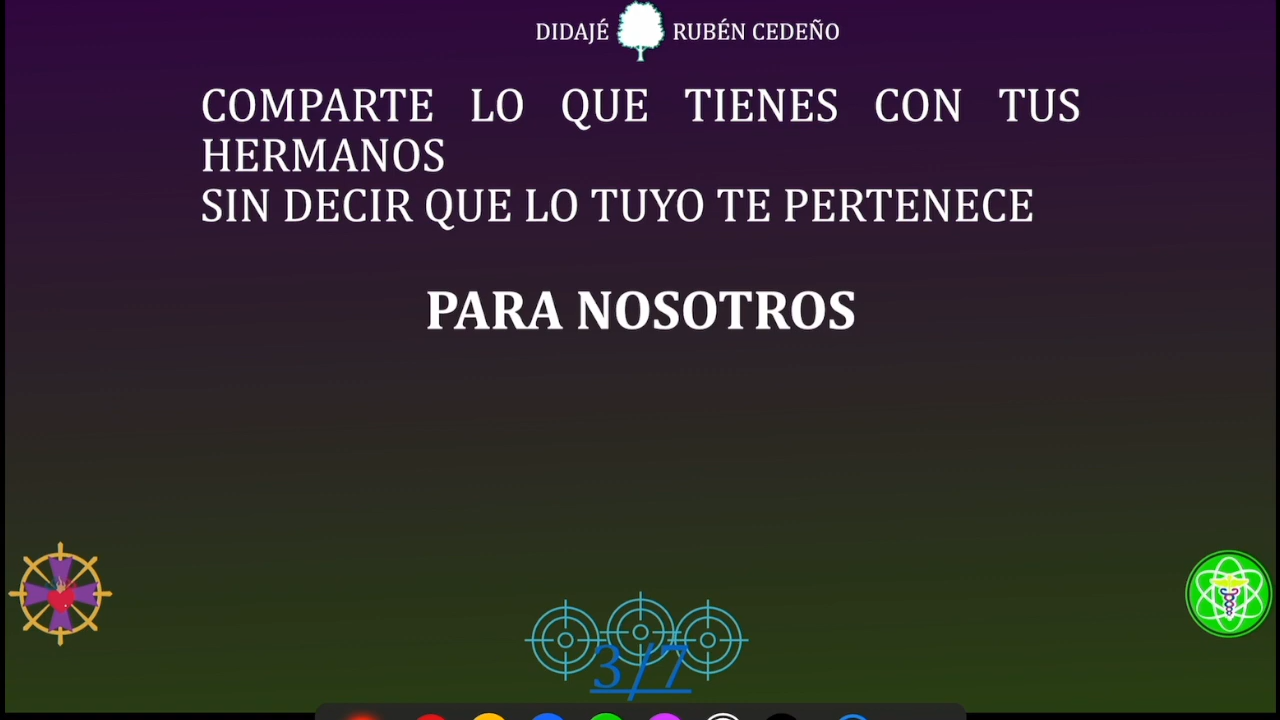 DIDAJÉ RUBÉN CEDEÑO
COMPARTE LO QUE TIENES CON TUS
HERMANOS
SIN DECIR QUE LO TUYO TE PERTENECE
PARA NOSOTROS
3/7